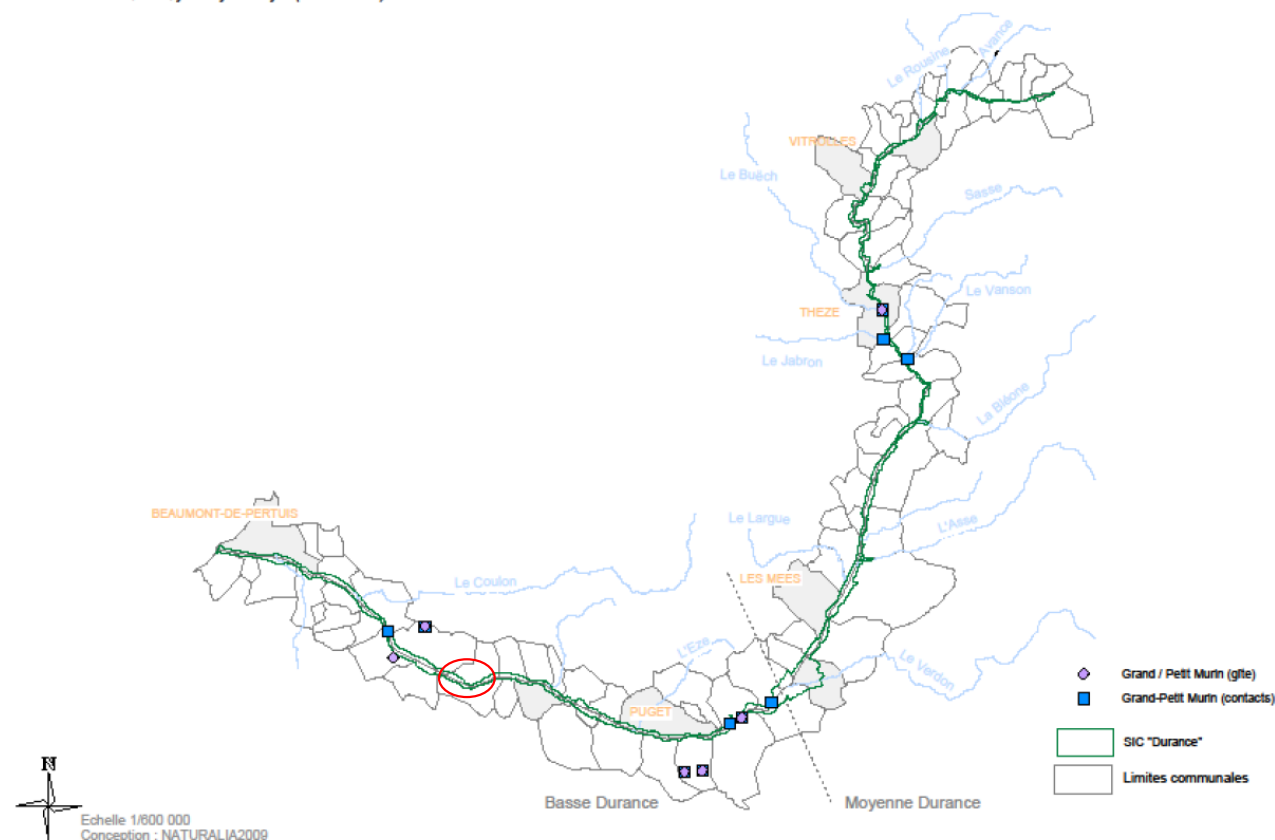 Le Rousine
Avance
VITROLLES
Le Buëch
Sasse
Le Vanson
THEZE
Le Jabron
La Bléone
BEAUMONT-DE-PERTUIS
Le Largue
L'Asse
Le Coulon
LES MEES
L'Eze
Le Verdon
PUGET
Grand / Petit Murin (gîte)
Grand-Petit Murin (contacts)
SIC "Durance"
Limites communales
Basse Durance
Moyenne Durance
N
Echelle 1/600 000
Conception : NATURALIA2009